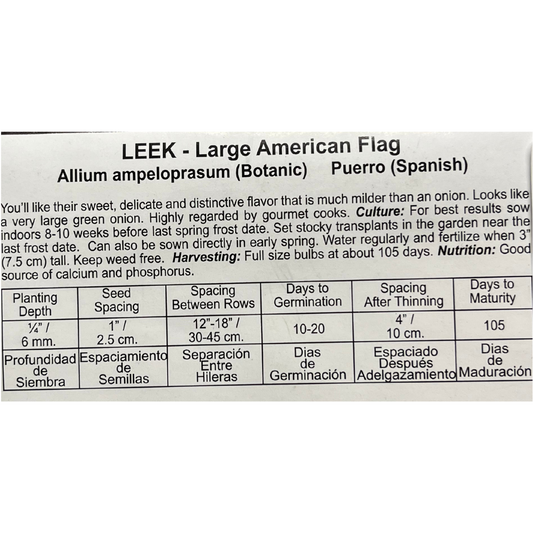 LEEK - Large American Flag
Allium ampeloprasum (Botanic) Puerro (Spanish)
You'll like their sweet, delicate and distinctive flavor that is much milder than an onion. Looks like
a very large green onion. Highly regarded by gourmet cooks. Culture: For best results sow
indoors 8-10 weeks before last spring frost date. Set stocky transplants in the garden near the
last frost date. Can also be sown directly in early spring. Water regularly and fertilize when 3"
(7.5 cm) tall. Keep weed free. Harvesting: Full size bulbs at about 105 days. Nutrition: Good
source of calcium and phosphorus.
Planting Depth
Seed Spacing
Spacing Between Rows
Days to Germination
Spacing After Thinning
Days to Maturity
¼" / 6 mm.
1" / 2.5 cm.
12"-18" / 30-45 cm.
10-20
4" / 10 cm.
105
Profundidad de Siembra
Espaciamiento de Semillas
Separación Entre Hileras
Dias de Germinación
Espaciado Después Adelgazamiento
Dias de Maduración